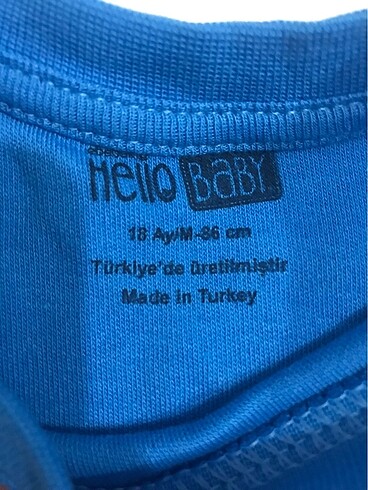 Hello BABY
18 Ay/M-86 cm
Türkiye'de üretilmiştir
Made in Turkey